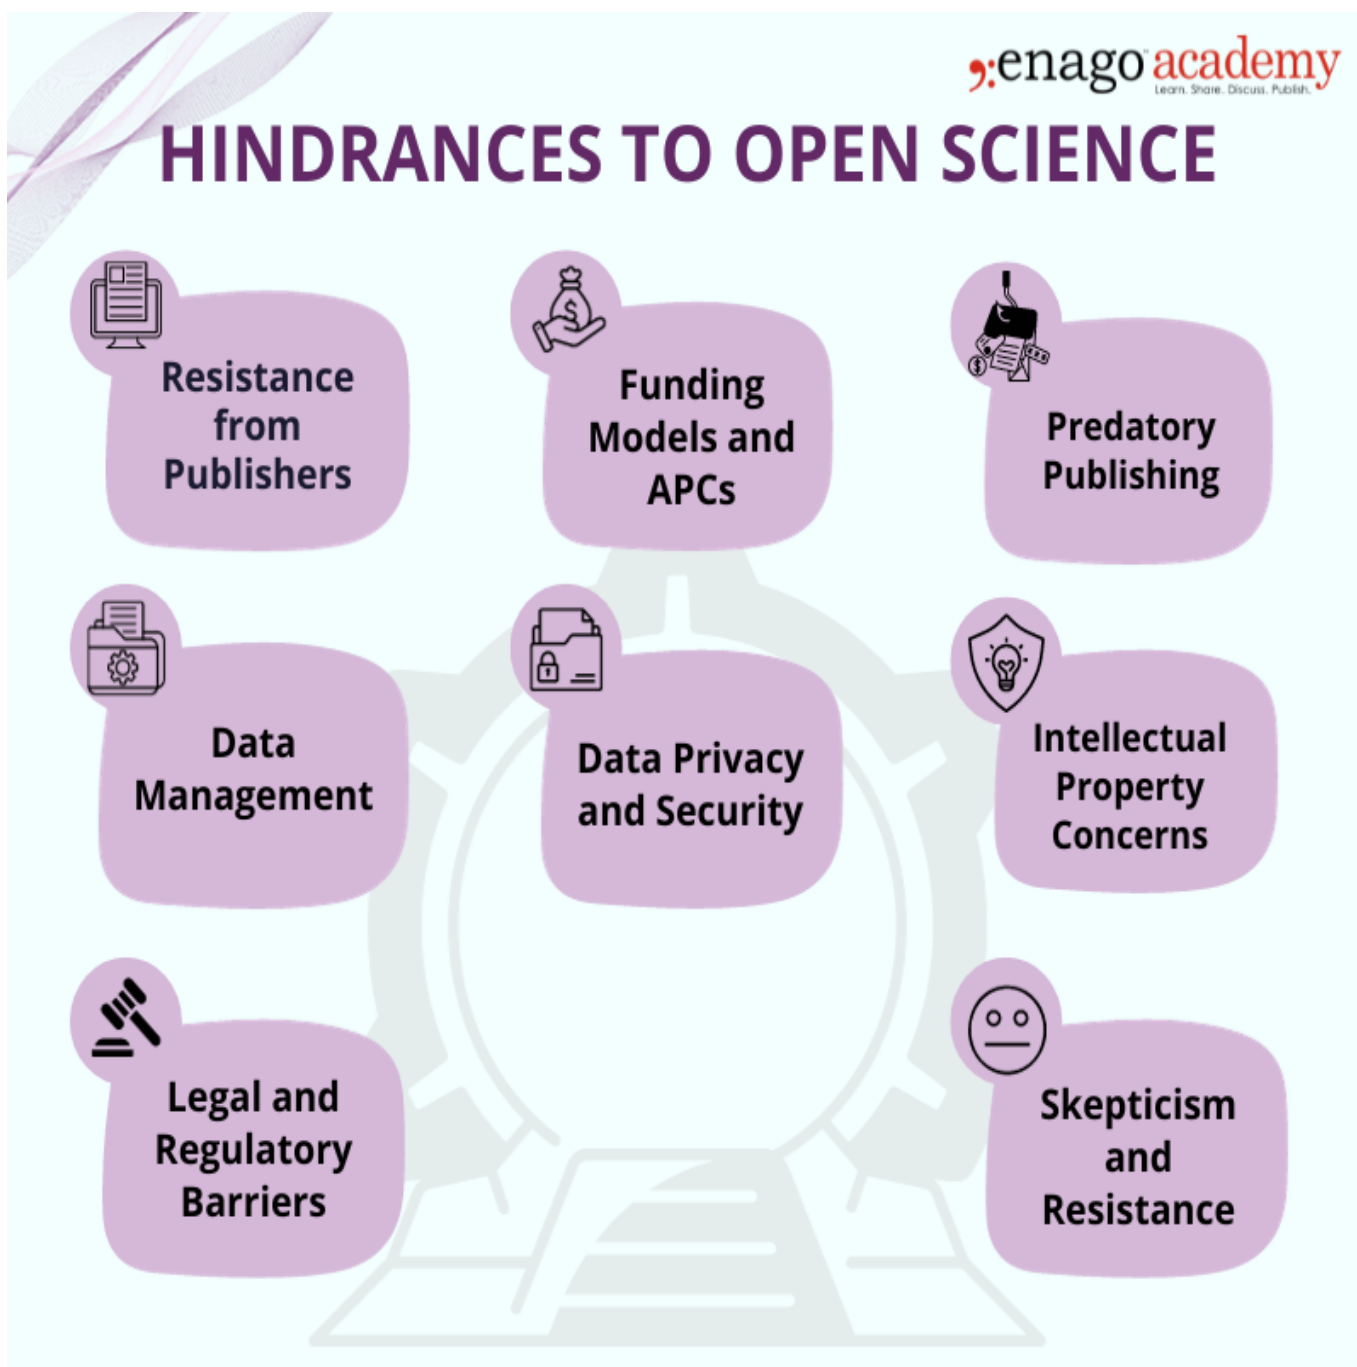 enago academy
Learn. Share. Discuss. Publish.
HINDRANCES TO OPEN SCIENCE
Resistance
from
Publishers
Funding
Models and
APCs
Predatory
Publishing
Data
Management
Data Privacy
and Security
Intellectual
Property
Concerns
Legal and
Regulatory
Barriers
Skepticism
and
Resistance